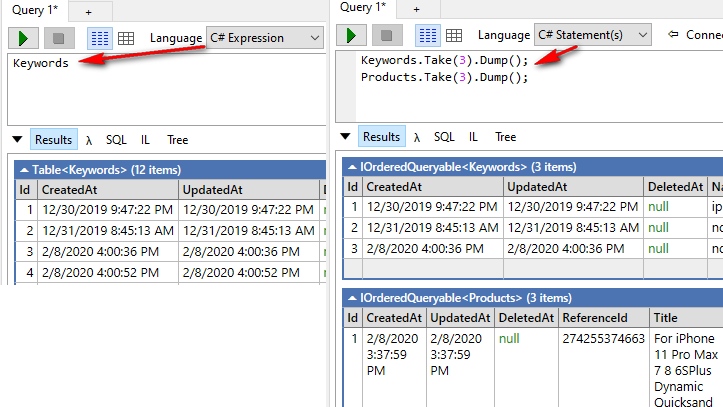 Query 1* +
Language C# Expression
Keywords
Results λ SQL IL Tree
Table<Keywords> (12 items)
Id CreatedAt UpdatedAt
1 12/30/2019 9:47:22 PM 12/30/2019 9:47:22 PM
2 12/31/2019 8:45:13 AM 12/31/2019 8:45:13 AM
3 2/8/2020 4:00:36 PM 2/8/2020 4:00:36 PM
4 2/8/2020 4:00:52 PM 2/8/2020 4:00:52 PM
Query 1* +
Language C# Statement(s) Connec
Keywords.Take(3).Dump();
Products.Take(3).Dump();
Results λ SQL IL Tree
IOrderedQueryable<Keywords> (3 items)
Id CreatedAt UpdatedAt DeletedAt Na
1 12/30/2019 9:47:22 PM 12/30/2019 9:47:22 PM null ip
2 12/31/2019 8:45:13 AM 12/31/2019 8:45:13 AM null
3 2/8/2020 4:00:36 PM 2/8/2020 4:00:36 PM null
IOrderedQueryable<Products> (3 items)
Id CreatedAt UpdatedAt DeletedAt ReferenceId Title
1 2/8/2020 2/8/2020 null 274255374663 For iPhone
3:37:59 3:37:59 11 Pro Max
PM PM 7 8 6SPlus
Dynamic
Quicksand